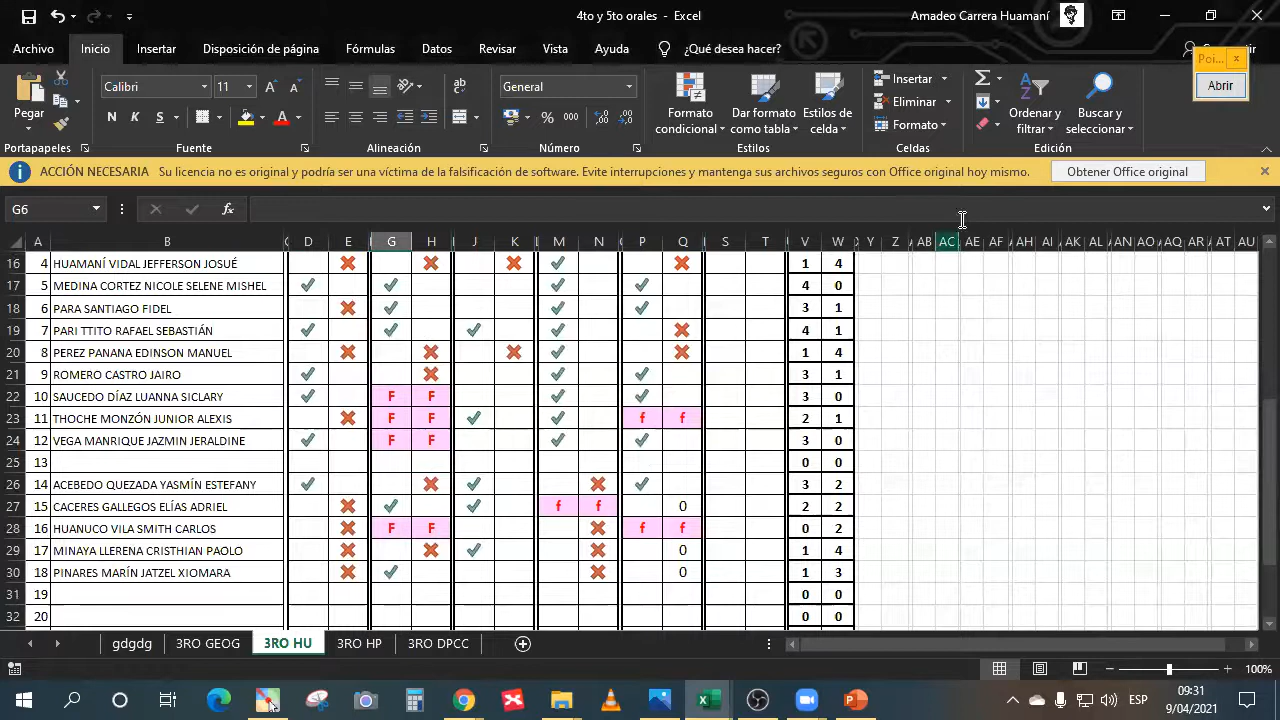 4to y 5to orales - Excel
Amadeo Carrera Huamaní
Archivo Inicio Insertar Disposición de página Fórmulas Datos Revisar Vista Ayuda ¿Qué desea hacer?
Poi... ×
Abrir
Pegar
Portapapeles
Calibri 11
N K S
Fuente
ab
Alineación
General
% 000
Número
Formato condicional
Dar formato como tabla
Estilos de celda
Estilos
Insertar
Eliminar
Formato
Celdas
Ordenar y filtrar
Buscar y seleccionar
Edición
ACCIÓN NECESARIA Su licencia no es original y podría ser una víctima de la falsificación de software. Evite interrupciones y mantenga sus archivos seguros con Office original hoy mismo. Obtener Office original
G6 fx
A B D E G H J K M N P Q S T V W Y Z AB AC AE AF AH AI AK AL AN AO AQ AR AT AU
16 4 HUAMANÍ VIDAL JEFFERSON JOSUÉ 1 4
17 5 MEDINA CORTEZ NICOLE SELENE MISHEL 4 0
18 6 PARA SANTIAGO FIDEL 3 1
19 7 PARI TTITO RAFAEL SEBASTIÁN 4 1
20 8 PEREZ PANANA EDINSON MANUEL 1 4
21 9 ROMERO CASTRO JAIRO 3 1
22 10 SAUCEDO DÍAZ LUANNA SICLARY F F 3 0
23 11 THOCHE MONZÓN JUNIOR ALEXIS F F f f 2 1
24 12 VEGA MANRIQUE JAZMIN JERALDINE F F 3 0
25 13 0 0
26 14 ACEBEDO QUEZADA YASMÍN ESTEFANY 3 2
27 15 CACERES GALLEGOS ELÍAS ADRIEL f f 0 2 2
28 16 HUANUCO VILA SMITH CARLOS F F f f 0 2
29 17 MINAYA LLERENA CRISTHIAN PAOLO 0 1 4
30 18 PINARES MARÍN JATZEL XIOMARA 0 1 3
31 19 0 0
32 20 0 0
gdgdg 3RO GEOG 3RO HU 3RO HP 3RO DPCC
100%
ESP
09:31
9/04/2021